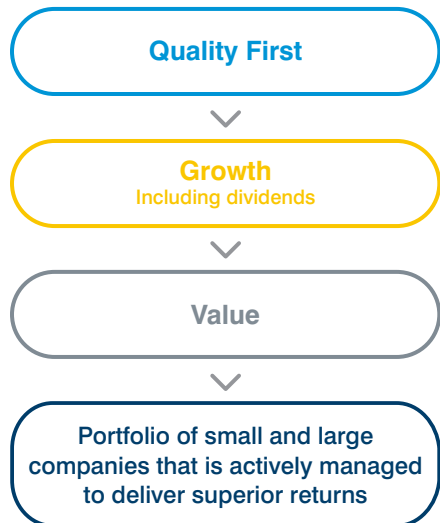 Quality First
Growth
Including dividends
Value
Portfolio of small and large
companies that is actively managed
to deliver superior returns